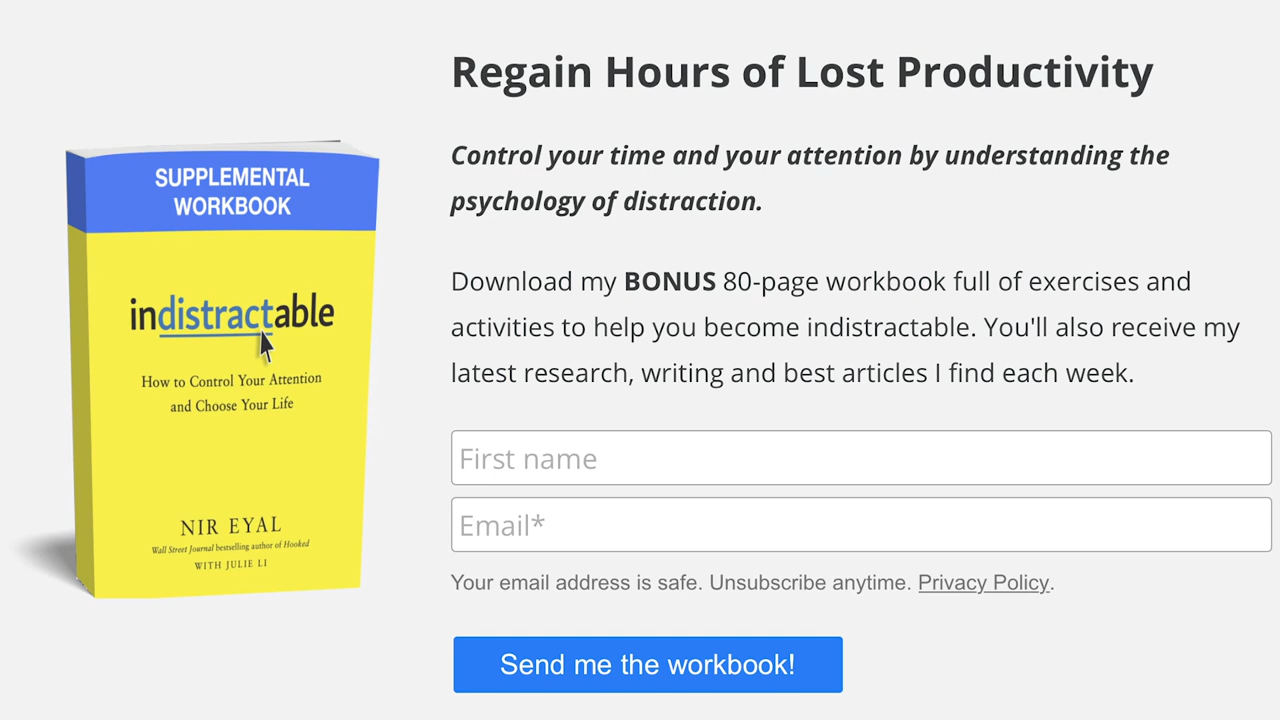 Regain Hours of Lost Productivity
Control your time and your attention by understanding the
psychology of distraction.
Download my BONUS 80-page workbook full of exercises and
activities to help you become indistractable. You'll also receive my
latest research, writing and best articles I find each week.
First name
Email*
Your email address is safe. Unsubscribe anytime. Privacy Policy.
Send me the workbook!
SUPPLEMENTAL
WORKBOOK
indistractable
How to Control Your Attention
and Choose Your Life
NIR EYAL
Wall Street Journal bestselling author of Hooked
WITH JULIE LI